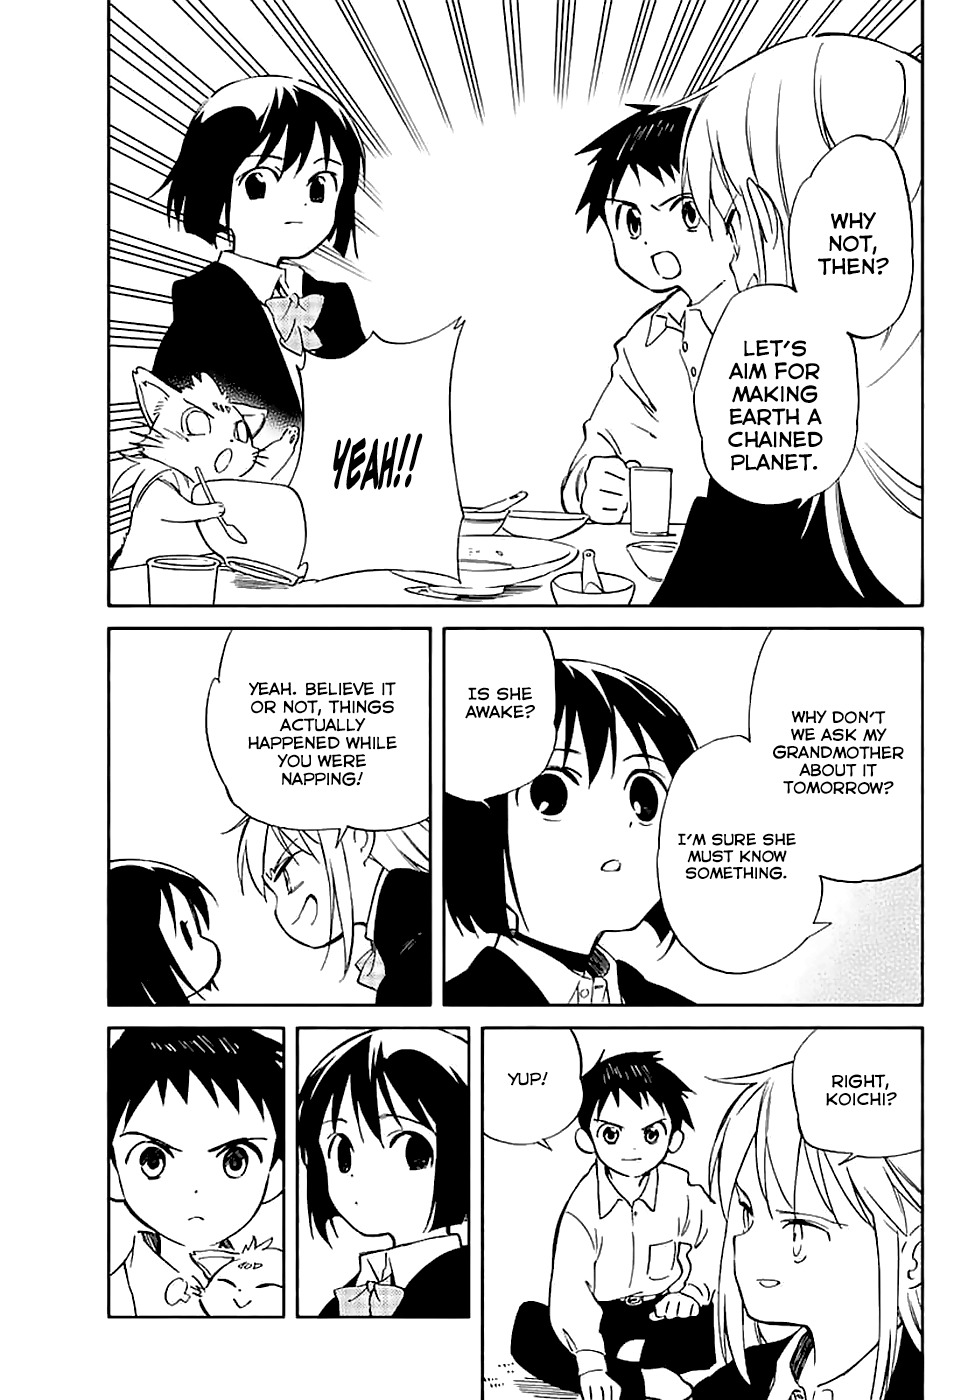 WHY
NOT,
THEN?
LET'S
AIM FOR
MAKING
EARTH A
CHAINED
PLANET.
YEAH!!
WHY DON'T
WE ASK MY
GRANDMOTHER
ABOUT IT
TOMORROW?
I'M SURE SHE
MUST KNOW
SOMETHING.
IS SHE
AWAKE?
YEAH. BELIEVE IT
OR NOT, THINGS
ACTUALLY
HAPPENED WHILE
YOU WERE
NAPPING!
RIGHT,
KOICHI?
YUP!